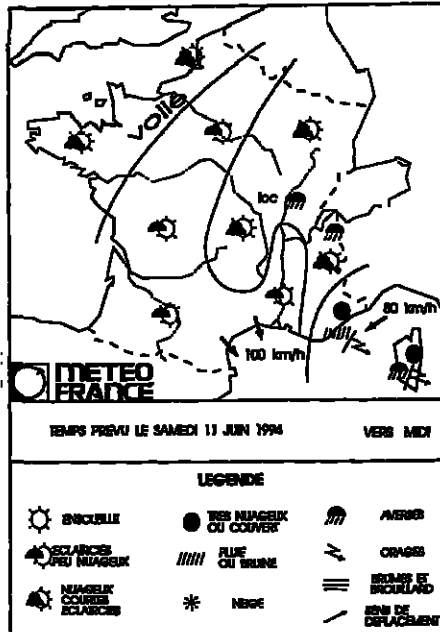 Voilé
loc
80 km/h
100 km/h
METEO
FRANCE
TEMPS PREVU LE SAMEDI 11 JUIN 1994 VERS MIDI
LEGENDE
ENSOLEILLE
TRES NUAGEUX
OU COUVERT
AVERSES
ECLAIRCIES
PEU NUAGEUX
PLUIE
OU BRUINE
ORAGES
NUAGEUX
COURTES
ECLAIRCIES
NEIGE
BRUMES ET
BROUILLARD
SENS DE
DEPLACEMENT